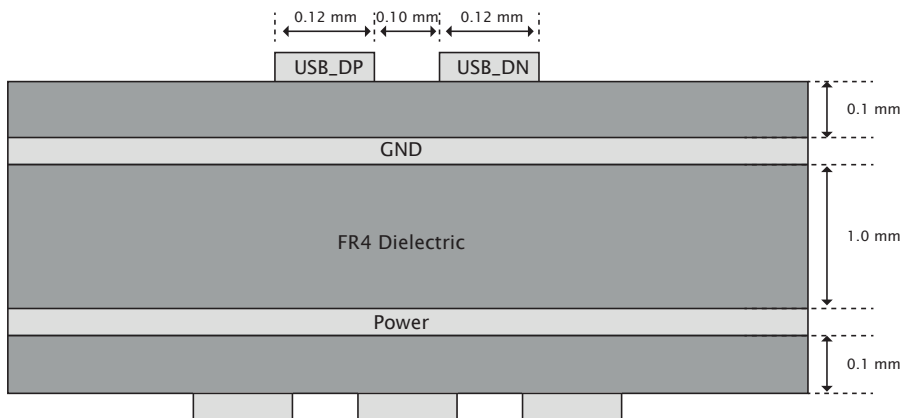 0.12 mm 0.10 mm 0.12 mm
USB_DP USB_DN
0.1 mm
GND
1.0 mm
FR4 Dielectric
Power
0.1 mm